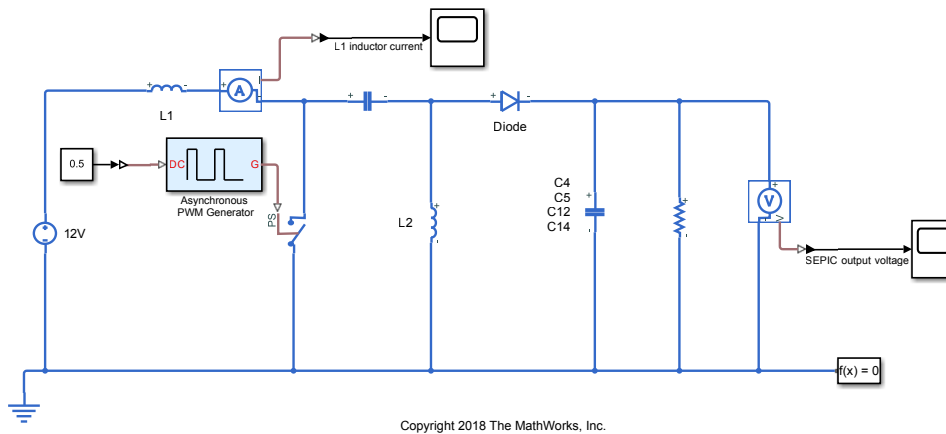 L1 inductor current
A
I
L1
0.5
DC
G
Asynchronous
PWM Generator
PS
12V
L2
Diode
C4
C5
C12
C14
V
V
SEPIC output voltage
f(x) = 0
Copyright 2018 The MathWorks, Inc.